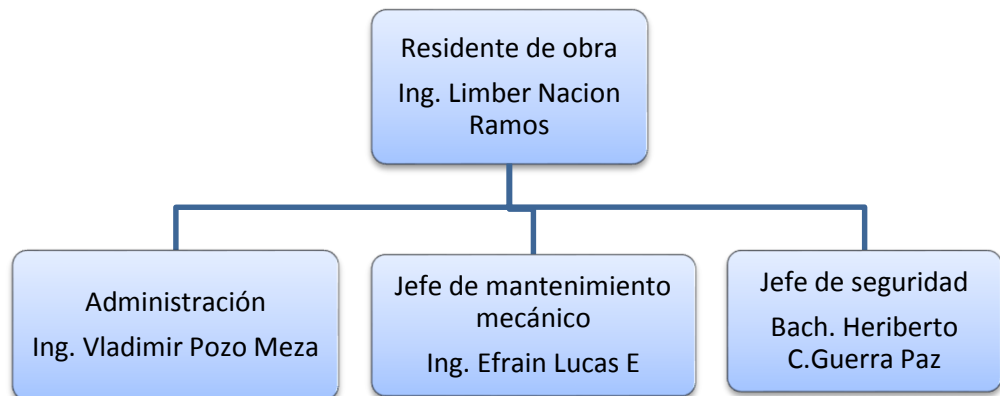 Residente de obra
Ing. Limber Nacion
Ramos
Administración
Ing. Vladimir Pozo Meza
Jefe de mantenimiento
mecánico
Ing. Efrain Lucas E
Jefe de seguridad
Bach. Heriberto
C.Guerra Paz